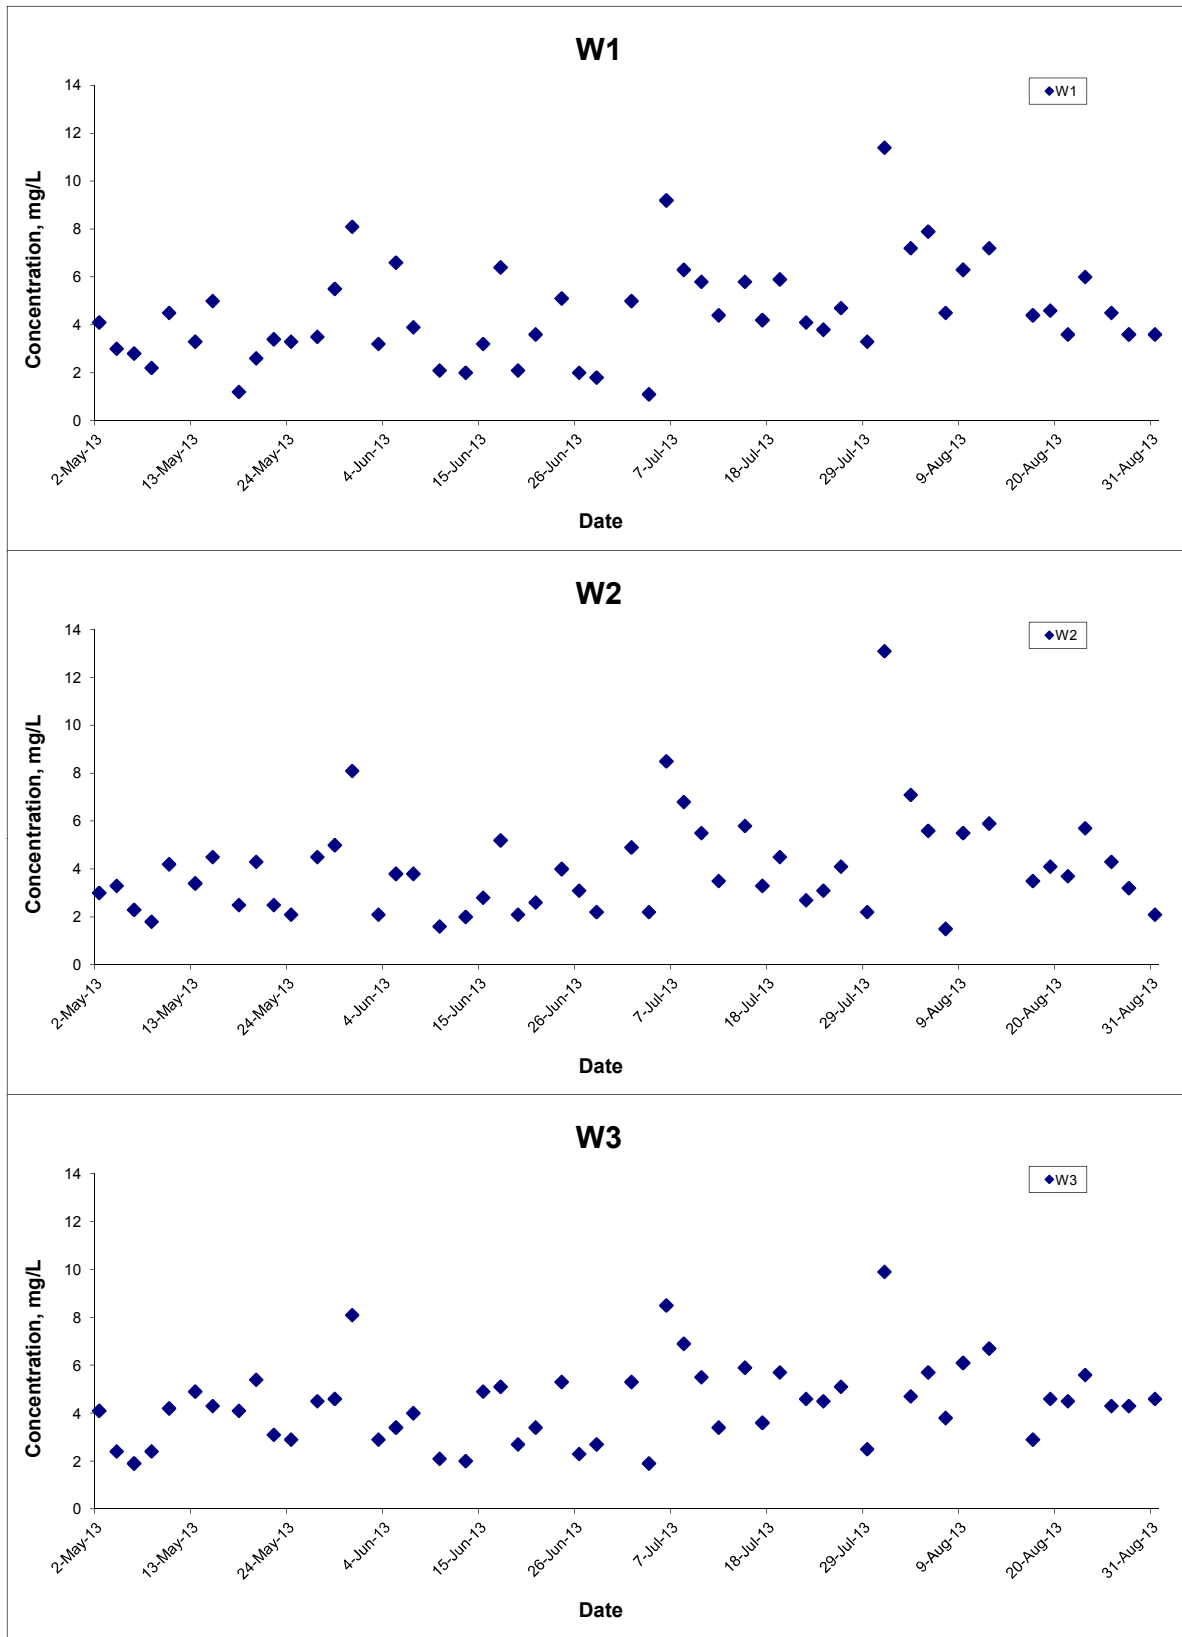 W1
W1
Concentration, mg/L
14
12
10
8
6
4
2
0
2-May-13
13-May-13
24-May-13
4-Jun-13
15-Jun-13
26-Jun-13
7-Jul-13
18-Jul-13
29-Jul-13
9-Aug-13
20-Aug-13
31-Aug-13
Date
W2
W2
Concentration, mg/L
14
12
10
8
6
4
2
0
2-May-13
13-May-13
24-May-13
4-Jun-13
15-Jun-13
26-Jun-13
7-Jul-13
18-Jul-13
29-Jul-13
9-Aug-13
20-Aug-13
31-Aug-13
Date
W3
W3
Concentration, mg/L
14
12
10
8
6
4
2
0
2-May-13
13-May-13
24-May-13
4-Jun-13
15-Jun-13
26-Jun-13
7-Jul-13
18-Jul-13
29-Jul-13
9-Aug-13
20-Aug-13
31-Aug-13
Date